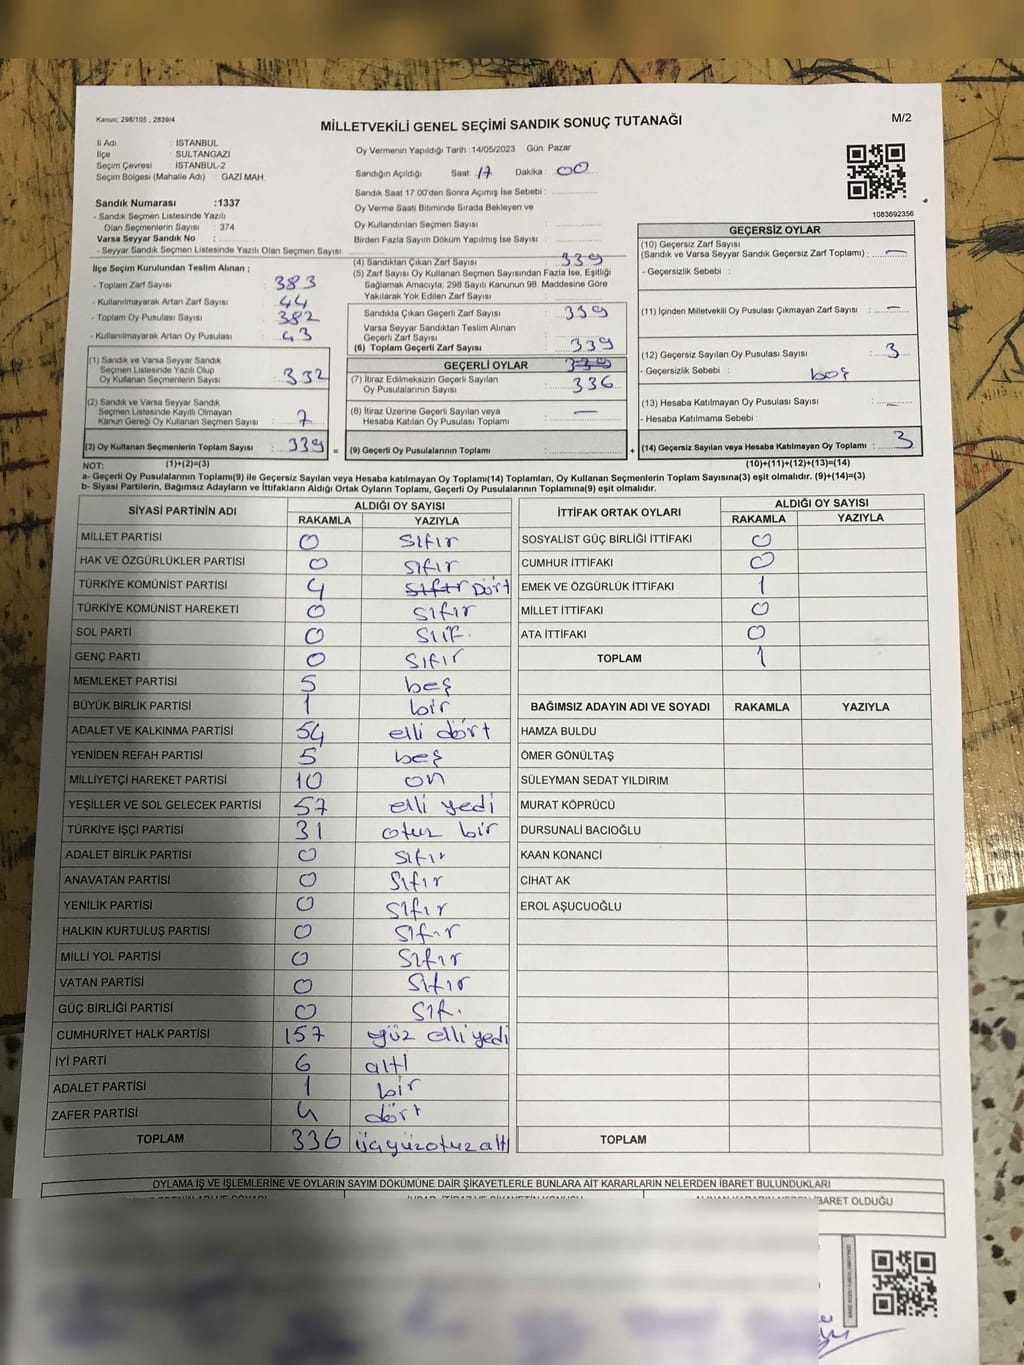 Kanun: 298/105 , 2839/4
MİLLETVEKİLİ GENEL SEÇİMİ SANDIK SONUÇ TUTANAĞI
M/2
İl Adı : İSTANBUL
İlçe : SULTANGAZİ
Seçim Çevresi : İSTANBUL-2
Seçim Bölgesi (Mahalle Adı) : GAZİ MAH
Sandık Numarası :1337
- Sandık Seçmen Listesinde Yazılı
Olan Seçmenlerin Sayısı : 374
Varsa Seyyar Sandık No :
- Seyyar Sandık Seçmen Listesinde Yazılı Olan Seçmen Sayısı :
Oy Vermenin Yapıldığı Tarih :14/05/2023 Gün: Pazar
Sandığın Açıldığı Saat : 17 Dakika : 00
Sandık Saat 17:00'den Sonra Açımış İse Sebebi :
Oy Verme Saati Bitiminde Sırada Bekleyen ve
Oy Kullandırılan Seçmen Sayısı :
Birden Fazla Sayım Döküm Yapılmış İse Sayısı :
1083692356
İlçe Seçim Kurulundan Teslim Alınan ;
- Toplam Zarf Sayısı : 383
- Kullanılmayarak Artan Zarf Sayısı : 44
- Toplam Oy Pusulası Sayısı : 382
- Kullanılmayarak Artan Oy Pusulası : 43
(1) Sandık ve Varsa Seyyar Sandık
Seçmen Listesinde Yazılı Olup
Oy Kullanan Seçmenlerin Sayısı : 332
(2) Sandık ve Varsa Seyyar Sandık
Seçmen Listesinde Kayıtlı Olmayan
Kanun Gereği Oy Kullanan Seçmen Sayısı : 7
(3) Oy Kullanan Seçmenlerin Toplam Sayısı : 339 =
(4) Sandıktan Çıkan Zarf Sayısı : 339
(5) Zarf Sayısı Oy Kullanan Seçmen Sayısından Fazla İse, Eşitliği
Sağlamak Amacıyla, 298 Sayılı Kanunun 98. Maddesine Göre
Yakılarak Yok Edilen Zarf Sayısı :
Sandıkta Çıkan Geçerli Zarf Sayısı : 339
Varsa Seyyar Sandıktan Teslim Alınan
Geçerli Zarf Sayısı :
(6) Toplam Geçerli Zarf Sayısı : 339
GEÇERLİ OYLAR 339
(7) İtiraz Edilmeksizin Geçerli Sayılan
Oy Pusulalarının Sayısı : 336
(8) İtiraz Üzerine Geçerli Sayılan veya
Hesaba Katılan Oy Pusulası Toplamı : —
(9) Geçerli Oy Pusulalarının Toplamı : +
GEÇERSİZ OYLAR
(10) Geçersiz Zarf Sayısı
(Sandık ve Varsa Seyyar Sandık Geçersiz Zarf Toplamı) : —
- Geçersizlik Sebebi :
(11) İçinden Milletvekili Oy Pusulası Çıkmayan Zarf Sayısı : —
(12) Geçersiz Sayılan Oy Pusulası Sayısı : 3
- Geçersizlik Sebebi : boş
(13) Hesaba Katılmayan Oy Pusulası Sayısı : —
- Hesaba Katılmama Sebebi :
(14) Geçersiz Sayılan veya Hesaba Katılmayan Oy Toplamı : 3
NOT: (1)+(2)=(3) (10)+(11)+(12)+(13)=(14)
a- Geçerli Oy Pusulalarının Toplamı(9) ile Geçersiz Sayılan veya Hesaba katılmayan Oy Toplamı(14) Toplamları, Oy Kullanan Seçmenlerin Toplam Sayısına(3) eşit olmalıdır. (9)+(14)=(3)
b- Siyasi Partilerin, Bağımsız Adayların ve İttifakların Aldığı Ortak Oyların Toplamı, Geçerli Oy Pusulalarının Toplamına(9) eşit olmalıdır.
SİYASİ PARTİNİN ADI ALDIĞI OY SAYISI
RAKAMLA YAZIYLA
MİLLET PARTİSİ 0 sıfır
HAK VE ÖZGÜRLÜKLER PARTİSİ 0 sıfır
TÜRKİYE KOMÜNİST PARTİSİ 4 sıfır Dört
TÜRKİYE KOMÜNİST HAREKETİ 0 sıfır
SOL PARTİ 0 sıf.
GENÇ PARTİ 0 sıfır
MEMLEKET PARTİSİ 5 beş
BÜYÜK BİRLİK PARTİSİ 1 bir
ADALET VE KALKINMA PARTİSİ 54 elli dört
YENİDEN REFAH PARTİSİ 5 beş
MİLLİYETÇİ HAREKET PARTİSİ 10 on
YEŞİLLER VE SOL GELECEK PARTİSİ 57 elli yedi
TÜRKİYE İŞÇİ PARTİSİ 31 otuz bir
ADALET BİRLİK PARTİSİ 0 sıfır
ANAVATAN PARTİSİ 0 sıfır
YENİLİK PARTİSİ 0 sıfır
HALKIN KURTULUŞ PARTİSİ 0 sıfır
MİLLİ YOL PARTİSİ 0 sıfır
VATAN PARTİSİ 0 sıfır
GÜÇ BİRLİĞİ PARTİSİ 0 sıf.
CUMHURİYET HALK PARTİSİ 157 yüz elli yedi
İYİ PARTİ 6 altı
ADALET PARTİSİ 1 bir
ZAFER PARTİSİ 4 dört
TOPLAM 336 üçyüzotuzaltı
İTTİFAK ORTAK OYLARI ALDIĞI OY SAYISI
RAKAMLA YAZIYLA
SOSYALİST GÜÇ BİRLİĞİ İTTİFAKI 0
CUMHUR İTTİFAKI 0
EMEK VE ÖZGÜRLÜK İTTİFAKI 1
MİLLET İTTİFAKI 0
ATA İTTİFAKI 0
TOPLAM 1
BAĞIMSIZ ADAYIN ADI VE SOYADI RAKAMLA YAZIYLA
HAMZA BULDU
ÖMER GÖNÜLTAŞ
SÜLEYMAN SEDAT YILDIRIM
MURAT KÖPRÜCÜ
DURSUNALİ BACIOĞLU
KAAN KONANCİ
CİHAT AK
EROL AŞUCUOĞLU
TOPLAM
OYLAMA İŞ VE İŞLEMLERİNE VE OYLARIN SAYIM DÖKÜMÜNE DAİR ŞİKAYETLERLE BUNLARA AİT KARARLARIN NELERDEN İBARET BULUNDUKLARI
İBARET OLDUĞU